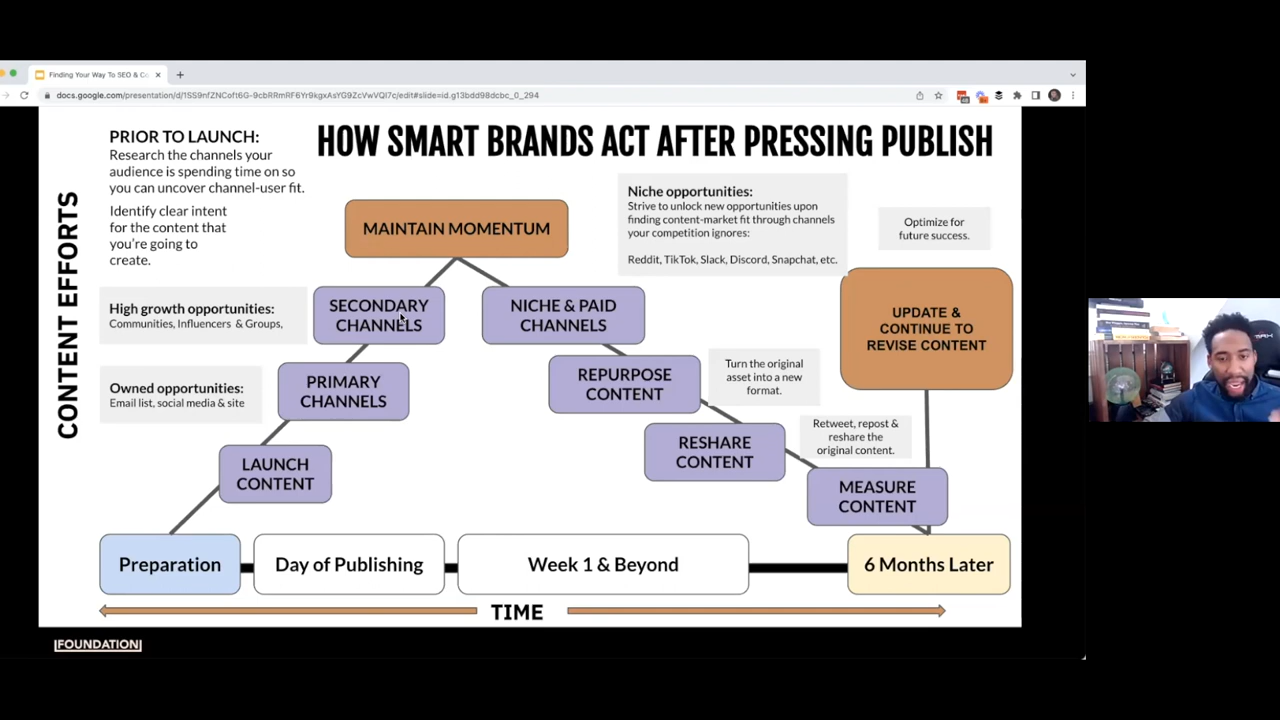 Finding Your Way To SEO & Co
docs.google.com/presentation/d/1SS9nfZNCoft6G-9cbRRmRF6Yr9kgxAsYG9ZcVwVQI7c/edit#slide=id.g13bdd98dcbc_0_294
HOW SMART BRANDS ACT AFTER PRESSING PUBLISH
PRIOR TO LAUNCH:
Research the channels your
audience is spending time on so
you can uncover channel-user fit.
Identify clear intent
for the content that
you're going to
create.
CONTENT EFFORTS
MAINTAIN MOMENTUM
Niche opportunities:
Strive to unlock new opportunities upon
finding content-market fit through channels
your competition ignores:
Reddit, TikTok, Slack, Discord, Snapchat, etc.
Optimize for
future success.
High growth opportunities:
Communities, Influencers & Groups,
SECONDARY
CHANNELS
NICHE & PAID
CHANNELS
UPDATE &
CONTINUE TO
REVISE CONTENT
Owned opportunities:
Email list, social media & site
PRIMARY
CHANNELS
REPURPOSE
CONTENT
Turn the original
asset into a new
format.
LAUNCH
CONTENT
RESHARE
CONTENT
Retweet, repost &
reshare the
original content.
MEASURE
CONTENT
Preparation
Day of Publishing
Week 1 & Beyond
6 Months Later
TIME
|FOUNDATION|